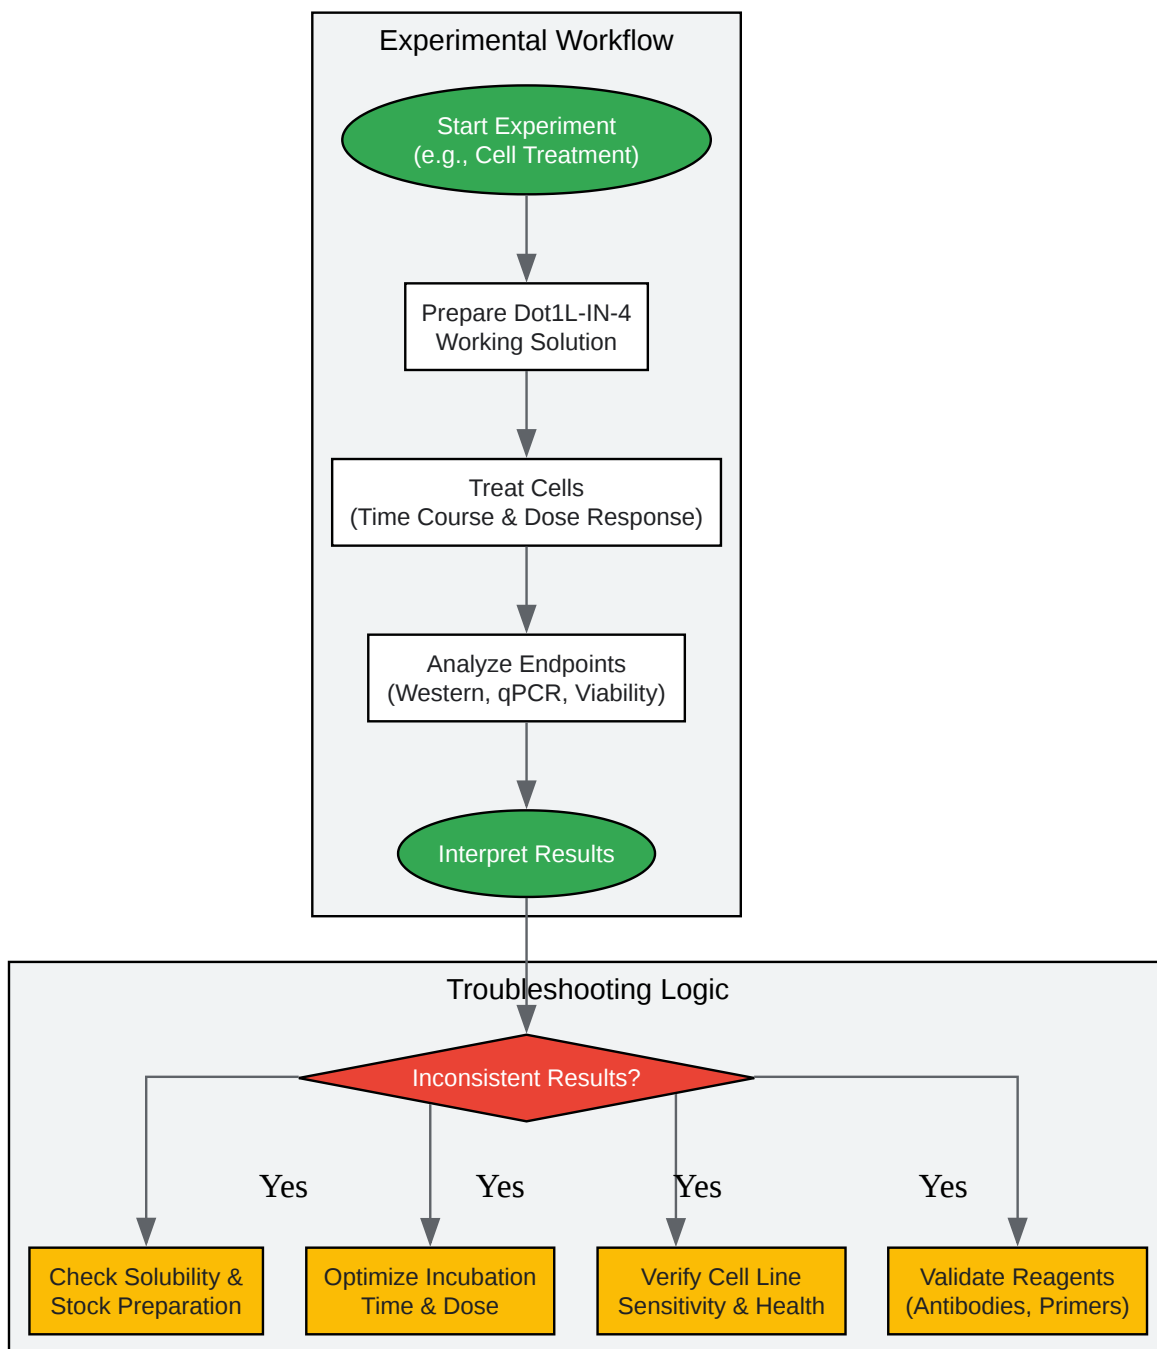 Experimental Workflow
Start Experiment
(e.g., Cell Treatment)
Prepare Dot1L-IN-4
Working Solution
Treat Cells
(Time Course & Dose Response)
Analyze Endpoints
(Western, qPCR, Viability)
Interpret Results
Troubleshooting Logic
Inconsistent Results?
Yes
Yes
Yes
Yes
Check Solubility &
Stock Preparation
Optimize Incubation
Time & Dose
Verify Cell Line
Sensitivity & Health
Validate Reagents
(Antibodies, Primers)